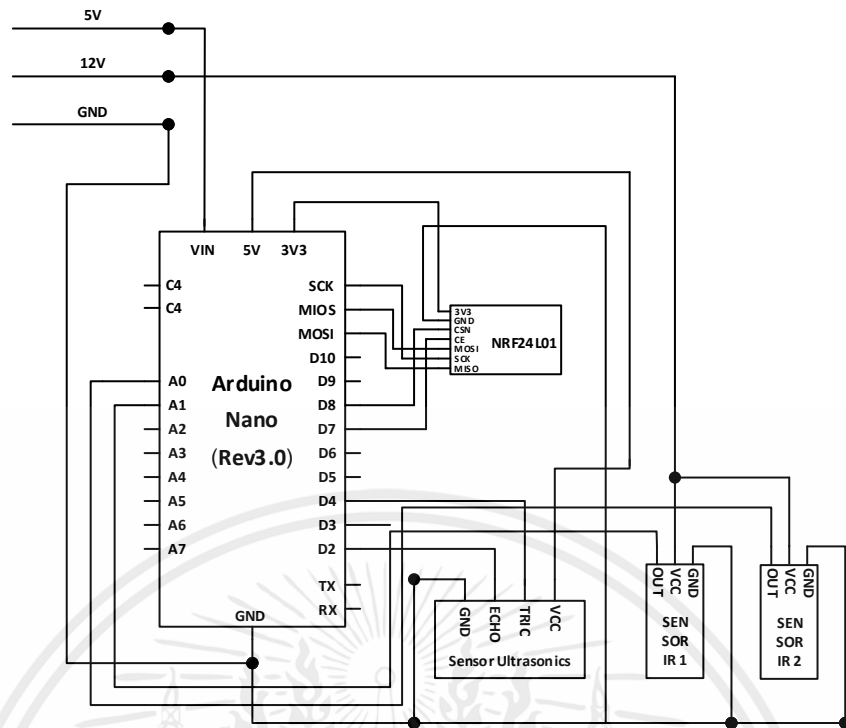 5V
12V
GND
VIN 5V 3V3
C4
C4
A0
A1
A2
A3
A4
A5
A6
A7
Arduino
Nano
(Rev3.0)
SCK
MIOS
MOSI
D10
D9
D8
D7
D6
D5
D4
D3
D2
TX
RX
GND
3V3
GND
CSN
CE
MOSI
SCK
MISO
NRF24L01
GND ECHO TRIC VCC
Sensor Ultrasonics
OUT VCC GND
SEN
SOR
IR 1
OUT VCC GND
SEN
SOR
IR 2